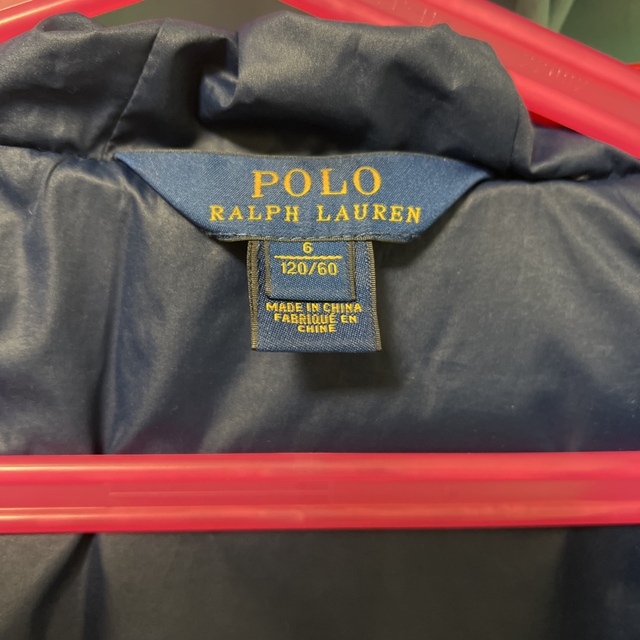 POLO
RALPH LAUREN
6
120/60
MADE IN CHINA
FABRIQUÉ EN
CHINE